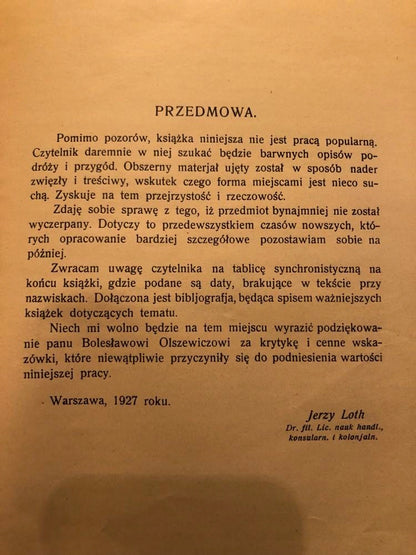 PRZEDMOWA.
Pomimo pozorów, książka niniejsza nie jest pracą popularną.
Czytelnik daremnie w niej szukać będzie barwnych opisów po-
dróży i przygód. Obszerny materjał ujęty został w sposób nader
zwięzły i treściwy, wskutek czego forma miejscami jest nieco su-
chą. Zyskuje na tem przejrzystość i rzeczowość.
Zdaję sobie sprawę z tego, iż przedmiot bynajmniej nie został
wyczerpany. Dotyczy to przedewszystkiem czasów nowszych, któ-
rych opracowanie bardziej szczegółowe pozostawiam sobie na
później.
Zwracam uwagę czytelnika na tablicę synchronistyczną na
końcu książki, gdzie podane są daty, brakujące w tekście przy
nazwiskach. Dołączona jest bibljografja, będąca spisem ważniejszych
książek dotyczących tematu.
Niech mi wolno będzie na tem miejscu wyrazić podziękowa-
nie panu Bolesławowi Olszewiczowi za krytykę i cenne wska-
zówki, które niewątpliwie przyczyniły się do podniesienia wartości
niniejszej pracy.
Warszawa, 1927 roku.
Jerzy Loth
Dr. fil. Lic. nauk handl.,
konsularn. i kolonjaln.